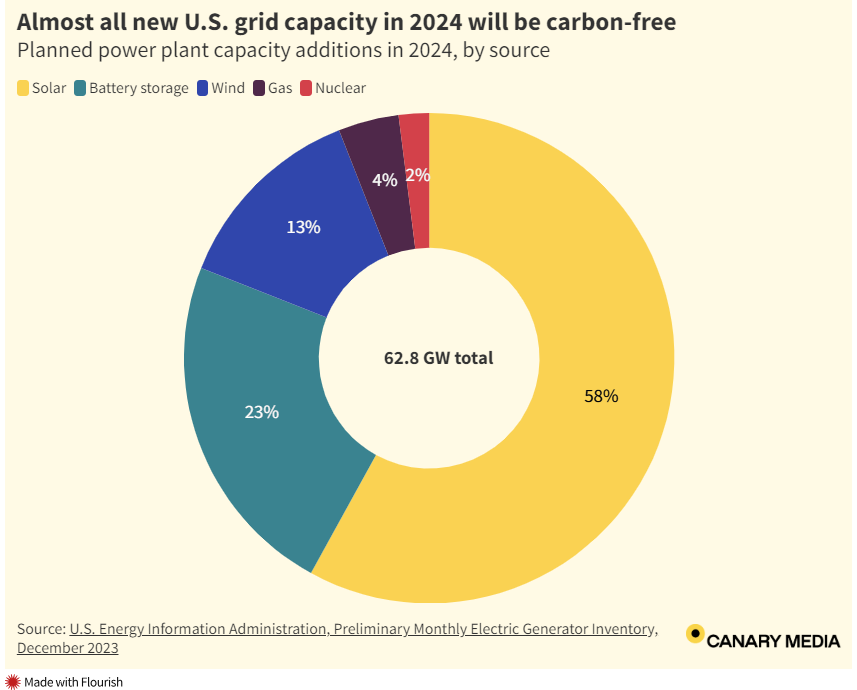 Almost all new U.S. grid capacity in 2024 will be carbon-free
Planned power plant capacity additions in 2024, by source
Solar Battery storage Wind Gas Nuclear
2%
4%
13%
62.8 GW total
58%
23%
Source: U.S. Energy Information Administration, Preliminary Monthly Electric Generator Inventory,
December 2023
CANARY MEDIA
Made with Flourish